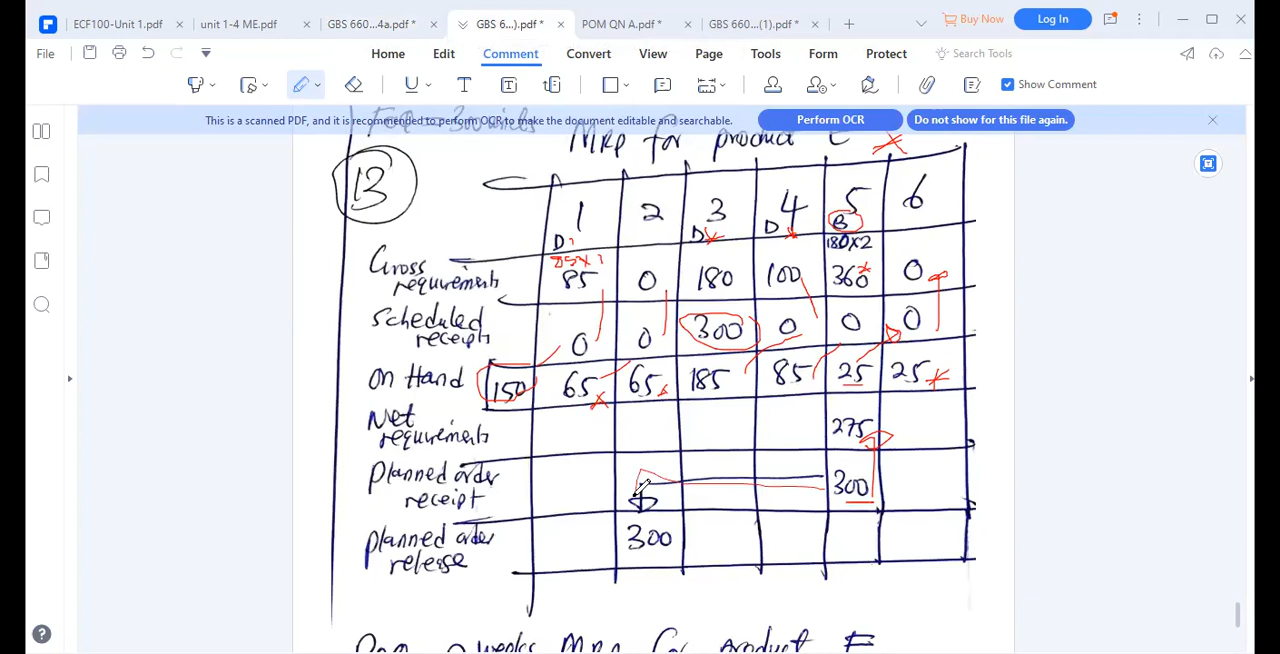 ECF100-Unit 1.pdf
unit 1-4 ME.pdf
GBS 660...4a.pdf *
GBS 6...).pdf *
POM QN A.pdf *
GBS 660...(1).pdf *
Buy Now
Log In
File
Home
Edit
Comment
Convert
View
Page
Tools
Form
Protect
Search Tools
Show Comment
This is a scanned PDF, and it is recommended to perform OCR to make the document editable and searchable.
Perform OCR
Do not show for this file again.
MRP for product E
13
1 2 3 4 5 6
D D D B
85x1 180x2
Gross requirements 85 0 180 100 360 0
Scheduled receipts 0 0 300 0 0 0
On Hand 150 65 65 185 85 25 25
Net requirements 275
Planned order receipt 300
planned order release 300
weeks MRP for product F